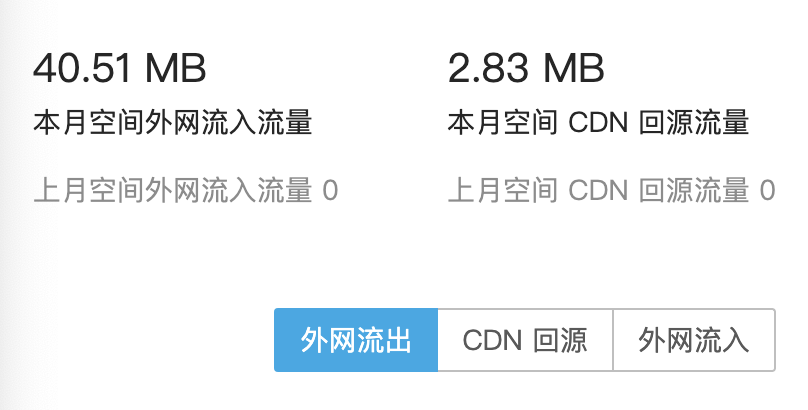 40.51 MB
2.83 MB
本月空间外网流入流量
本月空间 CDN 回源流量
上月空间外网流入流量 0
上月空间 CDN 回源流量 0
外网流出
CDN 回源
外网流入